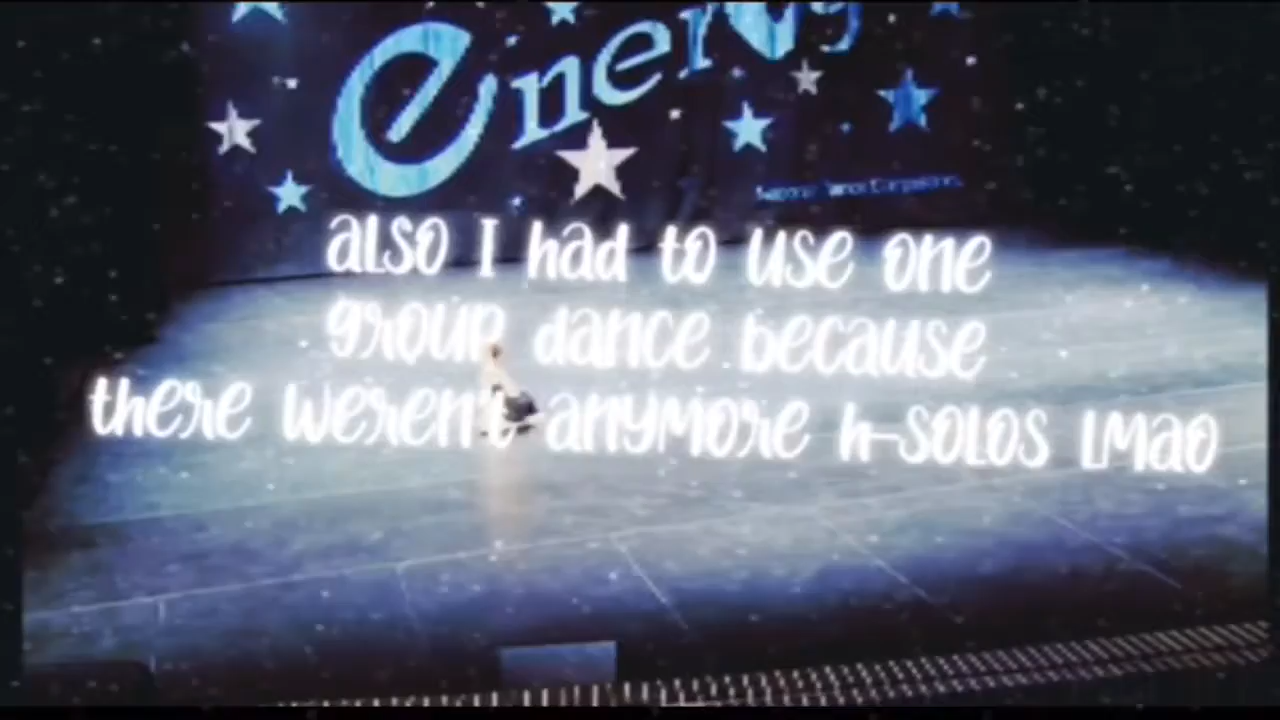 energy
also I had to use one
group dance because
there weren't anymore h-solos lmao